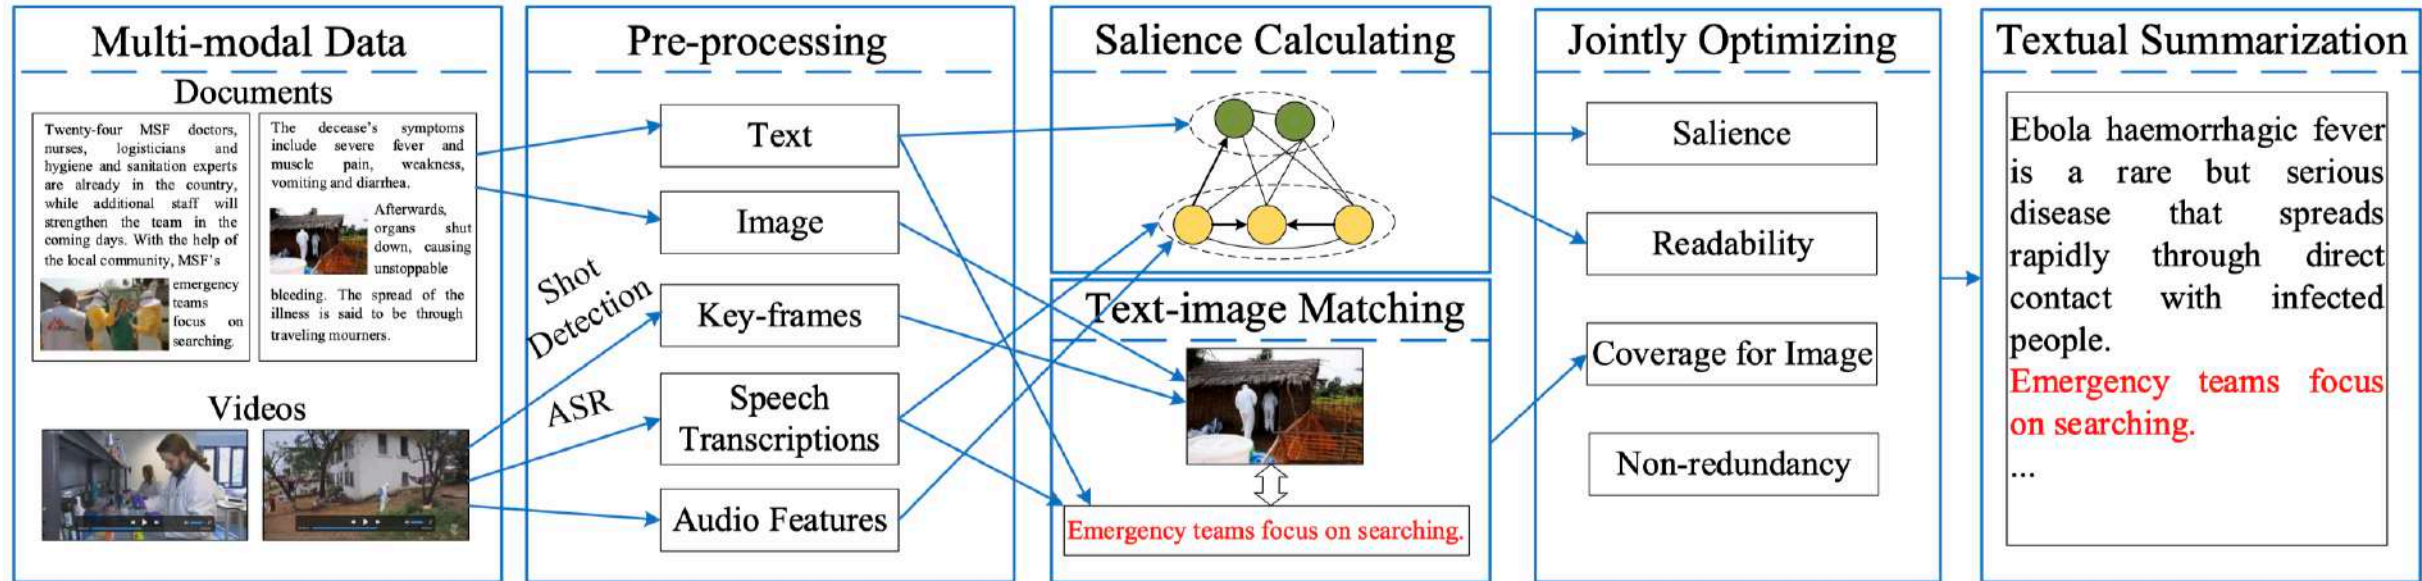 Multi-modal Data
Documents
Twenty-four MSF doctors,
nurses, logisticians and
hygiene and sanitation experts
are already in the country,
while additional staff will
strengthen the team in the
coming days. With the help of
the local community, MSF's
emergency
teams
focus on
searching.
The decease's symptoms
include severe fever and
muscle pain, weakness,
vomiting and diarrhea.
Afterwards,
organs shut
down, causing
unstoppable
bleeding. The spread of the
illness is said to be through
traveling mourners.
Videos
Shot
Detection
ASR
Pre-processing
Text
Image
Key-frames
Speech
Transcriptions
Audio Features
Salience Calculating
Text-image Matching
Emergency teams focus on searching.
Jointly Optimizing
Salience
Readability
Coverage for Image
Non-redundancy
Textual Summarization
Ebola haemorrhagic fever
is a rare but serious
disease that spreads
rapidly through direct
contact with infected
people.
Emergency teams focus
on searching.
...